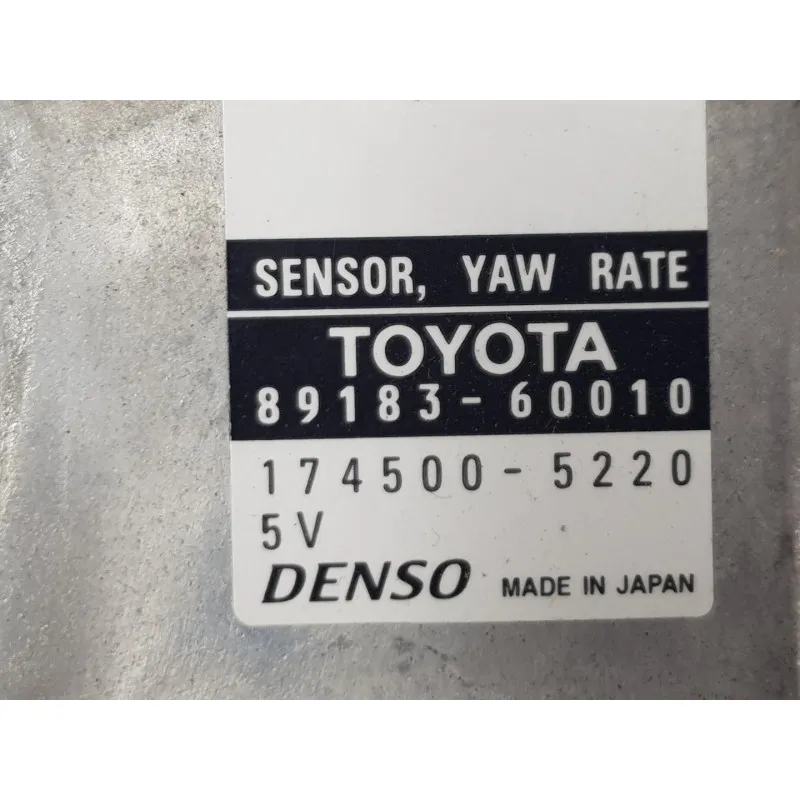 SENSOR, YAW RATE
TOYOTA
89183-60010
174500-5220
5V
DENSO MADE IN JAPAN